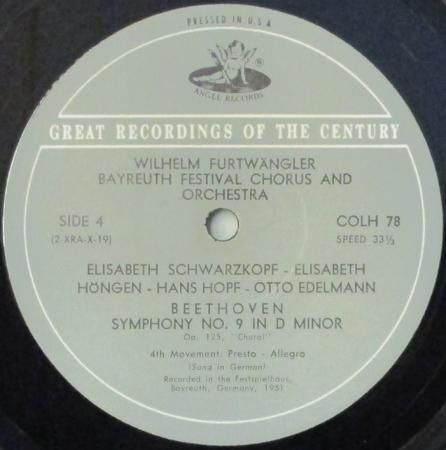 PRESSED IN U.S.A
®
ANGEL RECORDS
GREAT RECORDINGS OF THE CENTURY
WILHELM FURTWÄNGLER
BAYREUTH FESTIVAL CHORUS AND
ORCHESTRA
SIDE 4
(2-XRA-X-19)
COLH 78
SPEED 33⅓
ELISABETH SCHWARZKOPF - ELISABETH
HÖNGEN - HANS HOPF - OTTO EDELMANN
BEETHOVEN
SYMPHONY NO. 9 IN D MINOR
Op. 125, "Choral"
4th Movement: Presto - Allegro
(Sung in German)
Recorded in the Festspielhaus,
Bayreuth, Germany, 1951